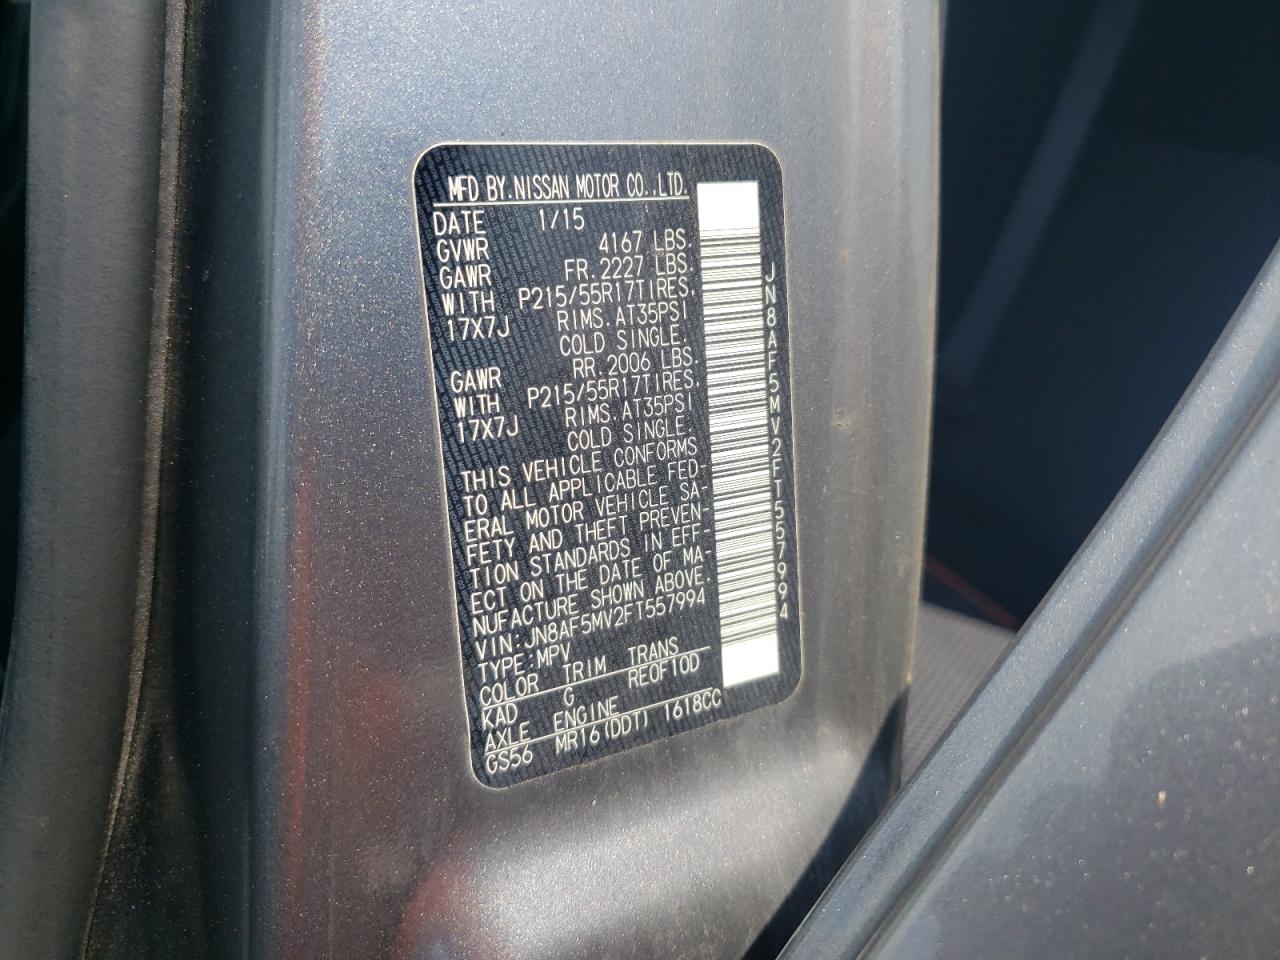 MFD BY.NISSAN MOTOR CO.,LTD.
DATE 1/15
GVWR 4167 LBS.
GAWR FR. 2227 LBS.
WITH P215/55R17TIRES.
17X7J RIMS. AT35PSI
COLD SINGLE.
GAWR RR. 2006 LBS.
WITH P215/55R17TIRES.
17X7J RIMS. AT35PSI
COLD SINGLE.
THIS VEHICLE CONFORMS
TO ALL APPLICABLE FED-
ERAL MOTOR VEHICLE SA-
FETY AND THEFT PREVEN-
TION STANDARDS IN EFF-
ECT ON THE DATE OF MA-
NUFACTURE SHOWN ABOVE.
VIN:JN8AF5MV2FT557994
TYPE:MPV
COLOR TRIM TRANS
KAD G RE0F10D
AXLE ENGINE
GS56 MR16(DDT) 1618CC
JN8AF5MV2FT557994